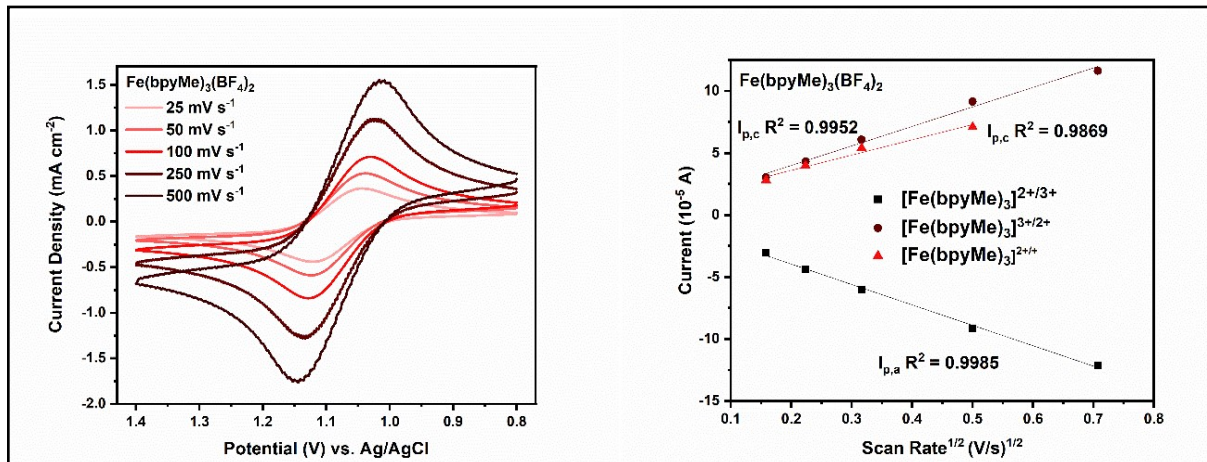 Fe(bpyMe)₃(BF₄)₂
25 mV s⁻¹
50 mV s⁻¹
100 mV s⁻¹
250 mV s⁻¹
500 mV s⁻¹
1.5
1.0
0.5
0.0
-0.5
-1.0
-1.5
-2.0
Current Density (mA cm⁻²)
1.4 1.3 1.2 1.1 1.0 0.9 0.8
Potential (V) vs. Ag/AgCl
Fe(bpyMe)₃(BF₄)₂
I_p,c R² = 0.9952
I_p,c R² = 0.9869
[Fe(bpyMe)₃]²⁺/³⁺
[Fe(bpyMe)₃]³⁺/²⁺
[Fe(bpyMe)₃]²⁺/⁺
I_p,a R² = 0.9985
10
5
0
-5
-10
-15
Current (10⁻⁵ A)
0.1 0.2 0.3 0.4 0.5 0.6 0.7 0.8
Scan Rate¹/² (V/s)¹/²